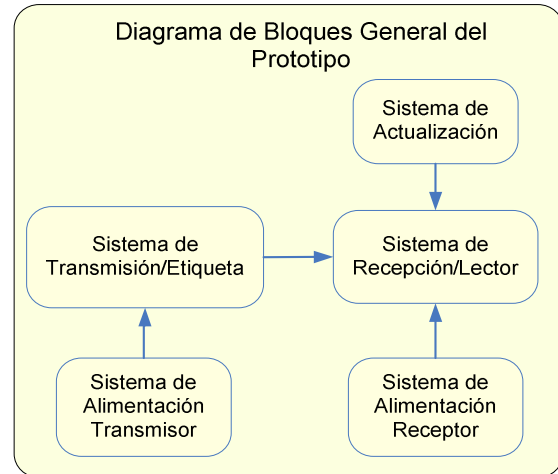 Diagrama de Bloques General del
Prototipo
Sistema de
Actualización
Sistema de
Transmisión/Etiqueta
Sistema de
Recepción/Lector
Sistema de
Alimentación
Transmisor
Sistema de
Alimentación
Receptor